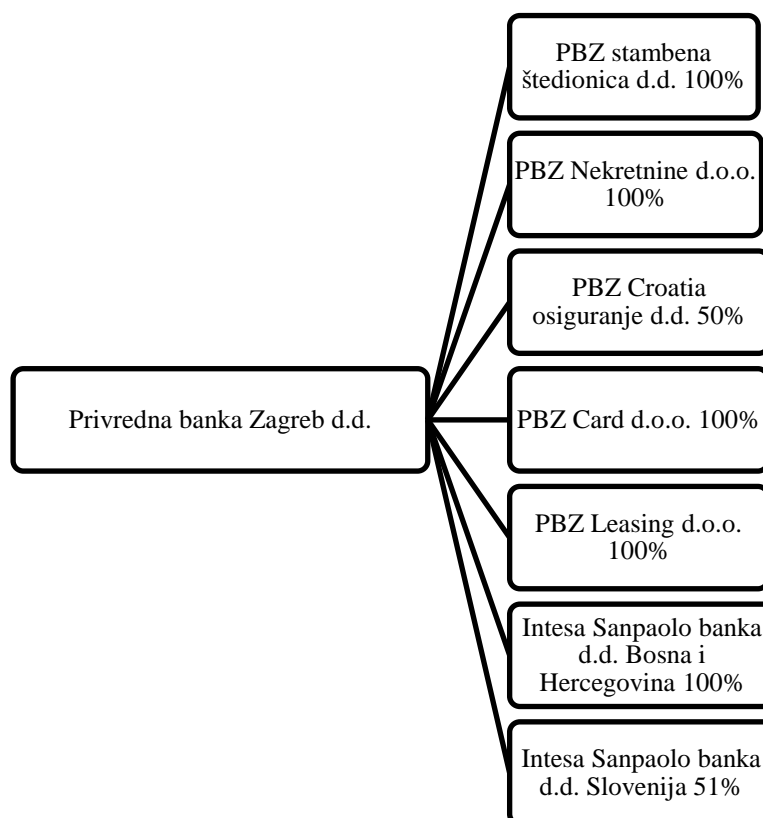 PBZ stambena
štedionica d.d. 100%
PBZ Nekretnine d.o.o.
100%
PBZ Croatia
osiguranje d.d. 50%
Privredna banka Zagreb d.d.
PBZ Card d.o.o. 100%
PBZ Leasing d.o.o.
100%
Intesa Sanpaolo banka
d.d. Bosna i
Hercegovina 100%
Intesa Sanpaolo banka
d.d. Slovenija 51%